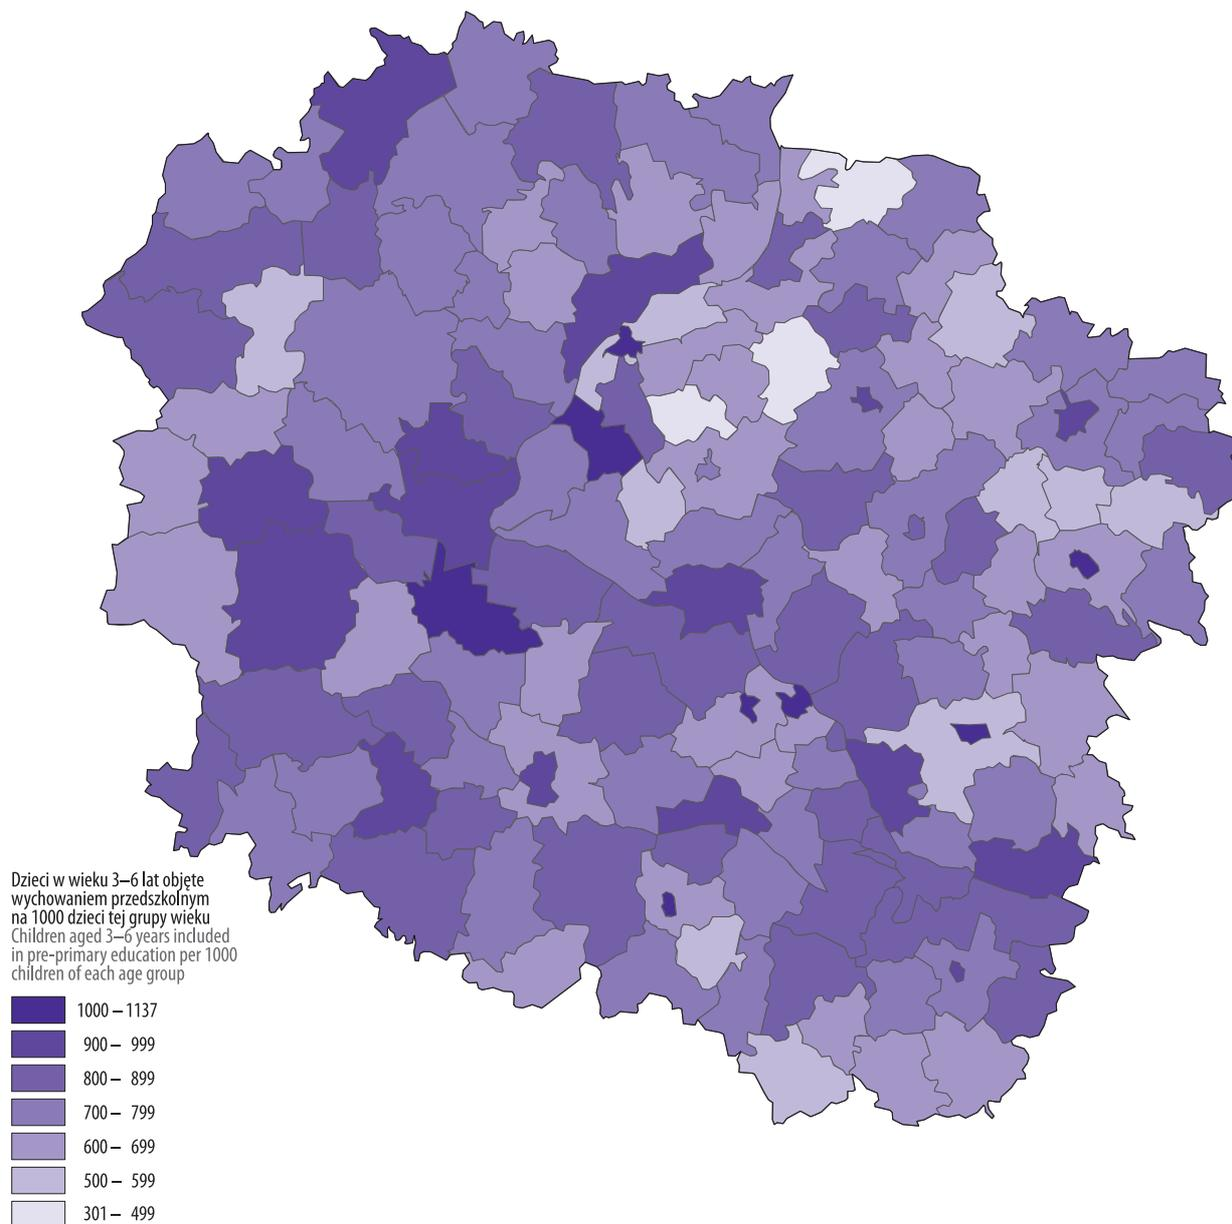 Dzieci w wieku 3–6 lat objęte
wychowaniem przedszkolnym
na 1000 dzieci tej grupy wieku
Children aged 3–6 years included
in pre-primary education per 1000
children of each age group
1000 – 1137
900 – 999
800 – 899
700 – 799
600 – 699
500 – 599
301 – 499